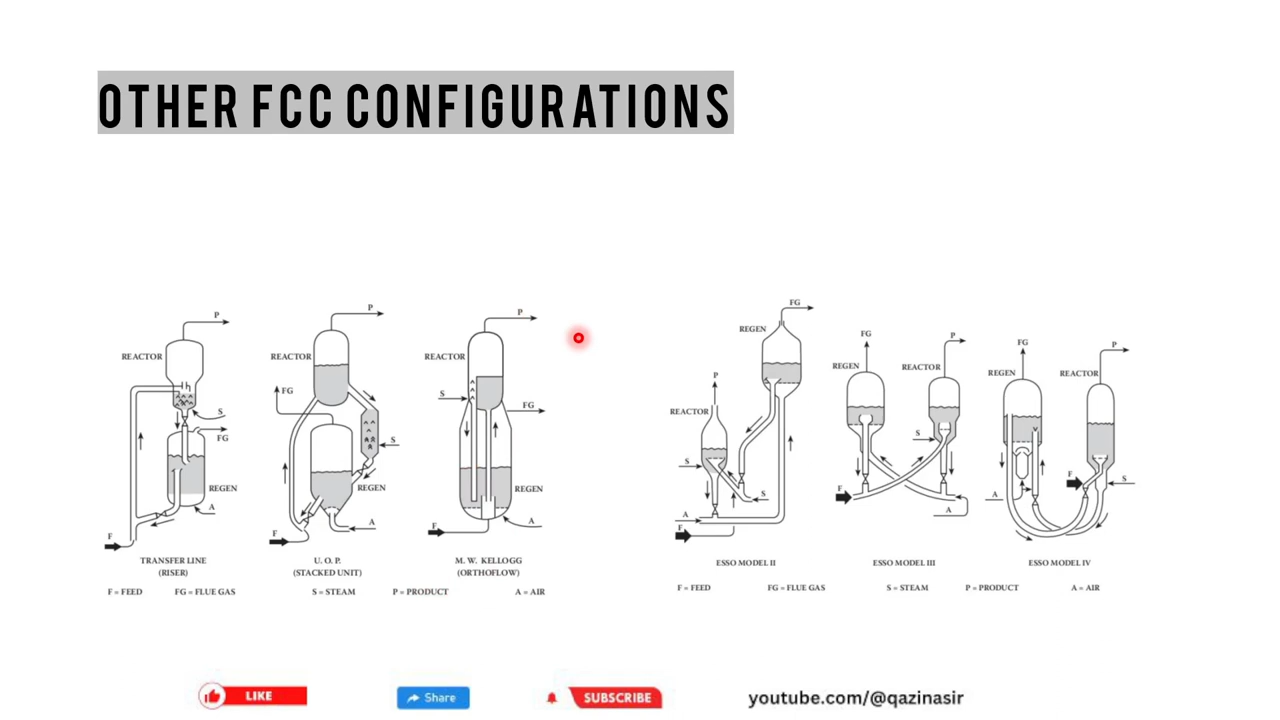 OTHER FCC CONFIGURATIONS
P
REACTOR
S
FG
REGEN
A
F
TRANSFER LINE
(RISER)
P
REACTOR
FG
S
REGEN
A
F
U. O. P.
(STACKED UNIT)
P
REACTOR
S
FG
REGEN
A
F
M. W. KELLOGG
(ORTHOFLOW)
F = FEED FG = FLUE GAS S = STEAM P = PRODUCT A = AIR
FG
REGEN
P
REACTOR
S
S
A
F
ESSO MODEL II
FG
P
REGEN
REACTOR
S
F
A
ESSO MODEL III
FG
P
REGEN
REACTOR
F
S
A
ESSO MODEL IV
F = FEED FG = FLUE GAS S = STEAM P = PRODUCT A = AIR
LIKE
Share
SUBSCRIBE
youtube.com/@qazinasir